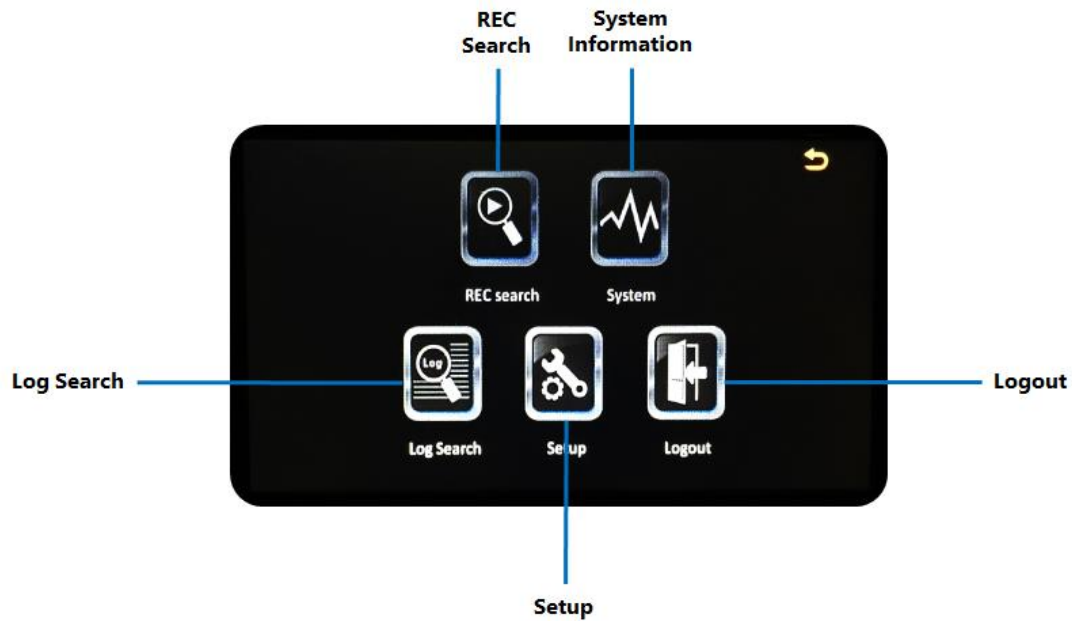 REC
Search
System
Information
REC search
System
Log
Log Search
Log Search
Setup
Logout
Logout
Setup